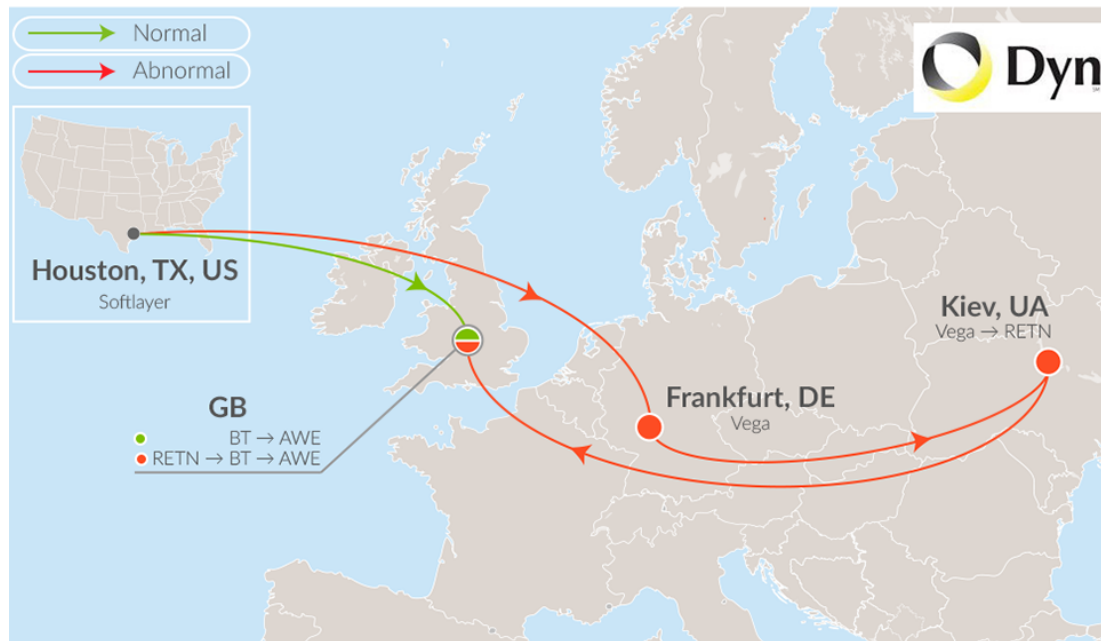 Normal
Abnormal
Dyn
Houston, TX, US
Softlayer
Kiev, UA
Vega → RETN
Frankfurt, DE
Vega
GB
BT → AWE
RETN → BT → AWE